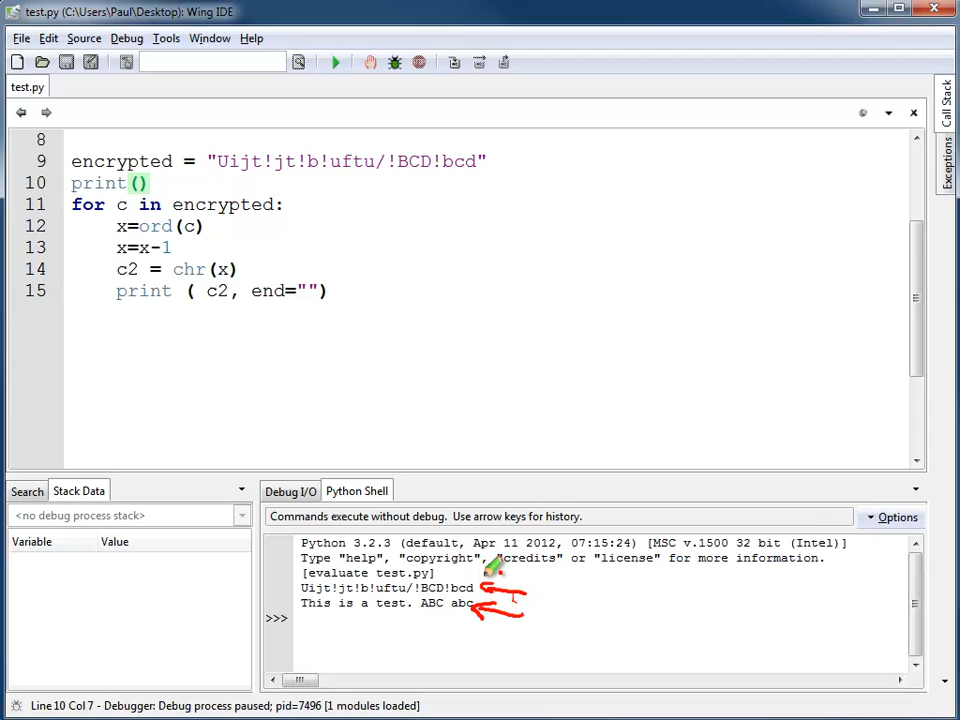 test.py (C:\Users\Paul\Desktop): Wing IDE
File Edit Source Debug Tools Window Help
test.py
8
9 encrypted = "Uijt!jt!b!uftu/!BCD!bcd"
10 print()
11 for c in encrypted:
12 x=ord(c)
13 x=x-1
14 c2 = chr(x)
15 print ( c2, end="")
Call Stack
Exceptions
Search Stack Data
<no debug process stack>
Variable Value
Debug I/O Python Shell
Commands execute without debug. Use arrow keys for history.
Options
Python 3.2.3 (default, Apr 11 2012, 07:15:24) [MSC v.1500 32 bit (Intel)]
Type "help", "copyright", "credits" or "license" for more information.
[evaluate test.py]
Uijt!jt!b!uftu/!BCD!bcd
This is a test. ABC abc
>>>
Line 10 Col 7 - Debugger: Debug process paused; pid=7496 [1 modules loaded]